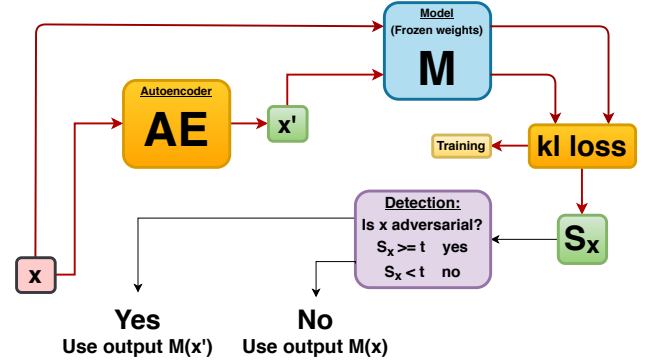 Model
(Frozen weights)
M
Autoencoder
AE
x'
Training
kl loss
Detection:
Is x adversarial?
Sx >= t yes
Sx < t no
Sx
x
Yes
Use output M(x')
No
Use output M(x)